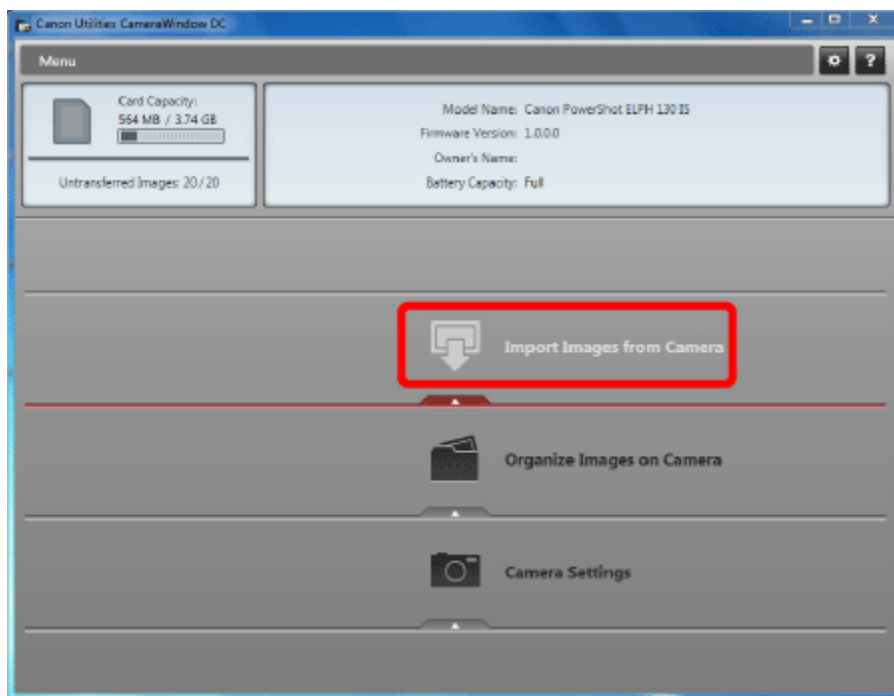 Canon Utilities CameraWindow DC
Menu
?
Card Capacity:
564 MB / 3.74 GB
Untransferred Images: 20/20
Model Name: Canon PowerShot ELPH 130 IS
Firmware Version: 1.0.0.0
Owner's Name:
Battery Capacity: Full
Import Images from Camera
Organize Images on Camera
Camera Settings